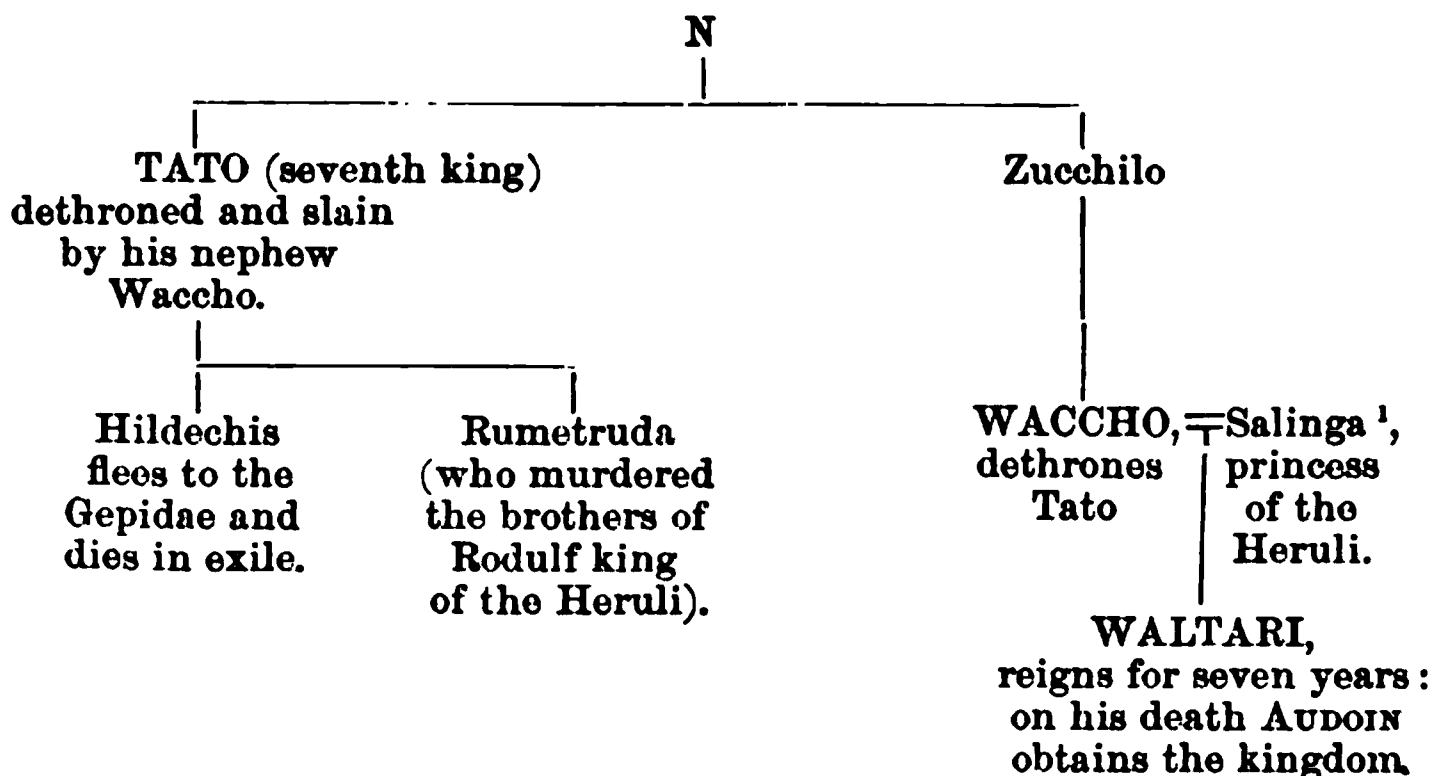 N
TATO (seventh king)
dethroned and slain
by his nephew
Waccho.
Zucchilo
Hildechis
flees to the
Gepidae and
dies in exile.
Rumetruda
(who murdered
the brothers of
Rodulf king
of the Heruli).
WACCHO,
dethrones
Tato
Salinga ¹,
princess
of the
Heruli.
WALTARI,
reigns for seven years:
on his death AUDOIN
obtains the kingdom.